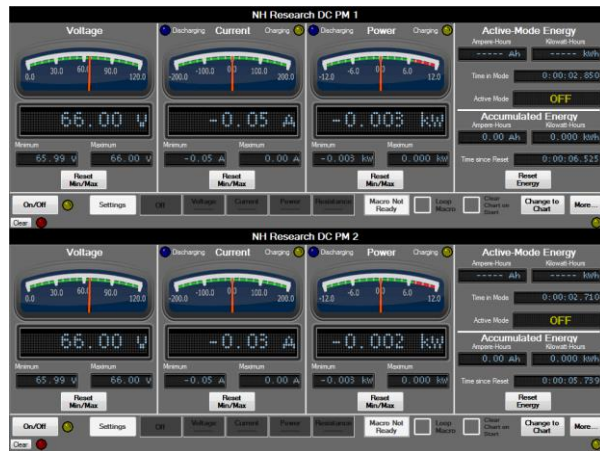 NH Research DC PM 1
Voltage
Discharging Current Charging
Discharging Power Charging
Active-Mode Energy
Ampere-Hours Kilowatt-Hours
0.0 30.0 60.0 90.0 120.0
-200.0 -100.0 0.0 100.0 200.0
-12.0 -6.0 0.0 6.0 12.0
----- Ah ----- kWh
Time in Mode 0:00:02.850
Active Mode OFF
66.00 V
-0.05 A
-0.003 kW
Accumulated Energy
Ampere-Hours Kilowatt-Hours
0.00 Ah 0.000 kWh
Minimum Maximum
65.99 V 66.00 V
Minimum Maximum
-0.05 A 0.00 A
Minimum Maximum
-0.003 kW 0.000 kW
Time since Reset 0:00:06.525
Reset
Min/Max
Reset
Min/Max
Reset
Min/Max
Reset
Energy
On/Off Settings Off Voltage Current Power Resistance
Macro Not
Ready
Loop
Macro
Clear
Chart on
Start
Change to
Chart
More...
Clear
NH Research DC PM 2
Voltage
Discharging Current Charging
Discharging Power Charging
Active-Mode Energy
Ampere-Hours Kilowatt-Hours
0.0 30.0 60.0 90.0 120.0
-200.0 -100.0 0.0 100.0 200.0
-12.0 -6.0 0.0 6.0 12.0
----- Ah ----- kWh
Time in Mode 0:00:02.710
Active Mode OFF
66.00 V
-0.03 A
-0.002 kW
Accumulated Energy
Ampere-Hours Kilowatt-Hours
0.00 Ah 0.000 kWh
Minimum Maximum
65.99 V 66.00 V
Minimum Maximum
-0.05 A 0.00 A
Minimum Maximum
-0.003 kW 0.000 kW
Time since Reset 0:00:05.739
Reset
Min/Max
Reset
Min/Max
Reset
Min/Max
Reset
Energy
On/Off Settings Off Voltage Current Power Resistance
Macro Not
Ready
Loop
Macro
Clear
Chart on
Start
Change to
Chart
More...
Clear